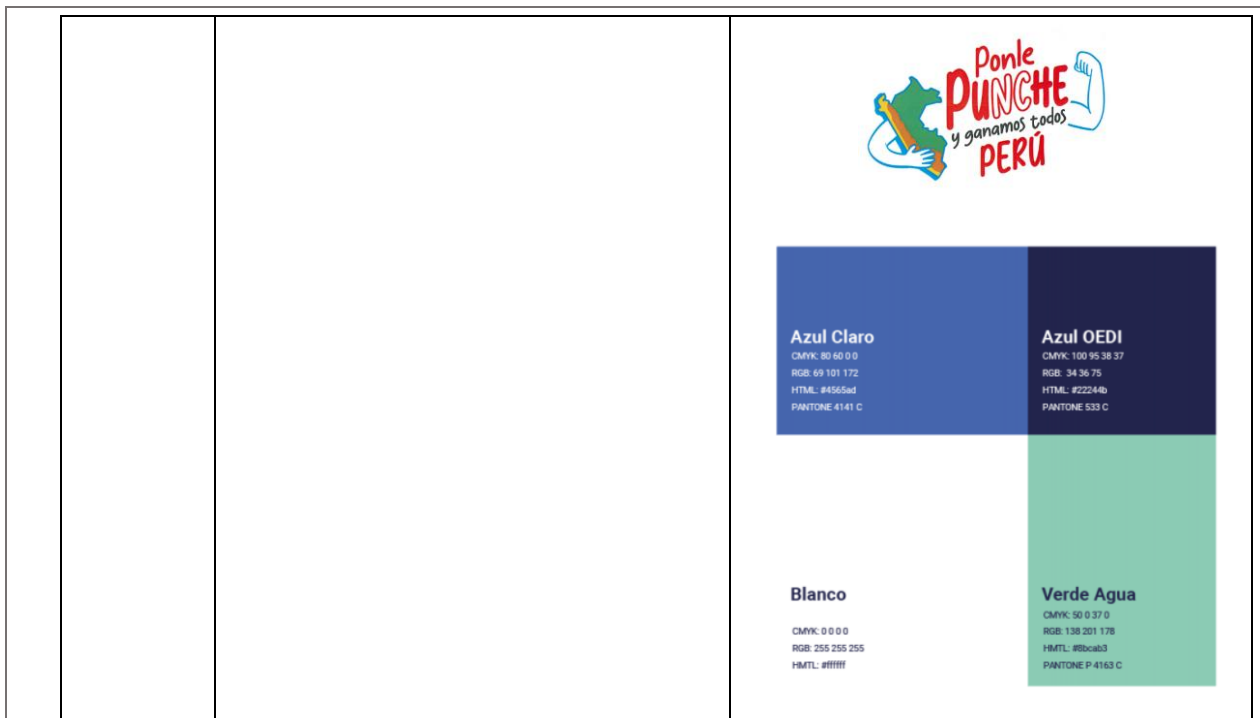 Ponle
PUNCHE
y ganamos todos
PERÚ
Azul Claro
CMYK: 80 60 0 0
RGB: 69 101 172
HTML: #4565ad
PANTONE 4141 C
Azul OEDI
CMYK: 100 95 38 37
RGB: 34 36 75
HTML: #22244b
PANTONE 533 C
Blanco
CMYK: 0 0 0 0
RGB: 255 255 255
HMTL: #ffffff
Verde Agua
CMYK: 50 0 37 0
RGB: 138 201 178
HMTL: #8bcab3
PANTONE P 4163 C